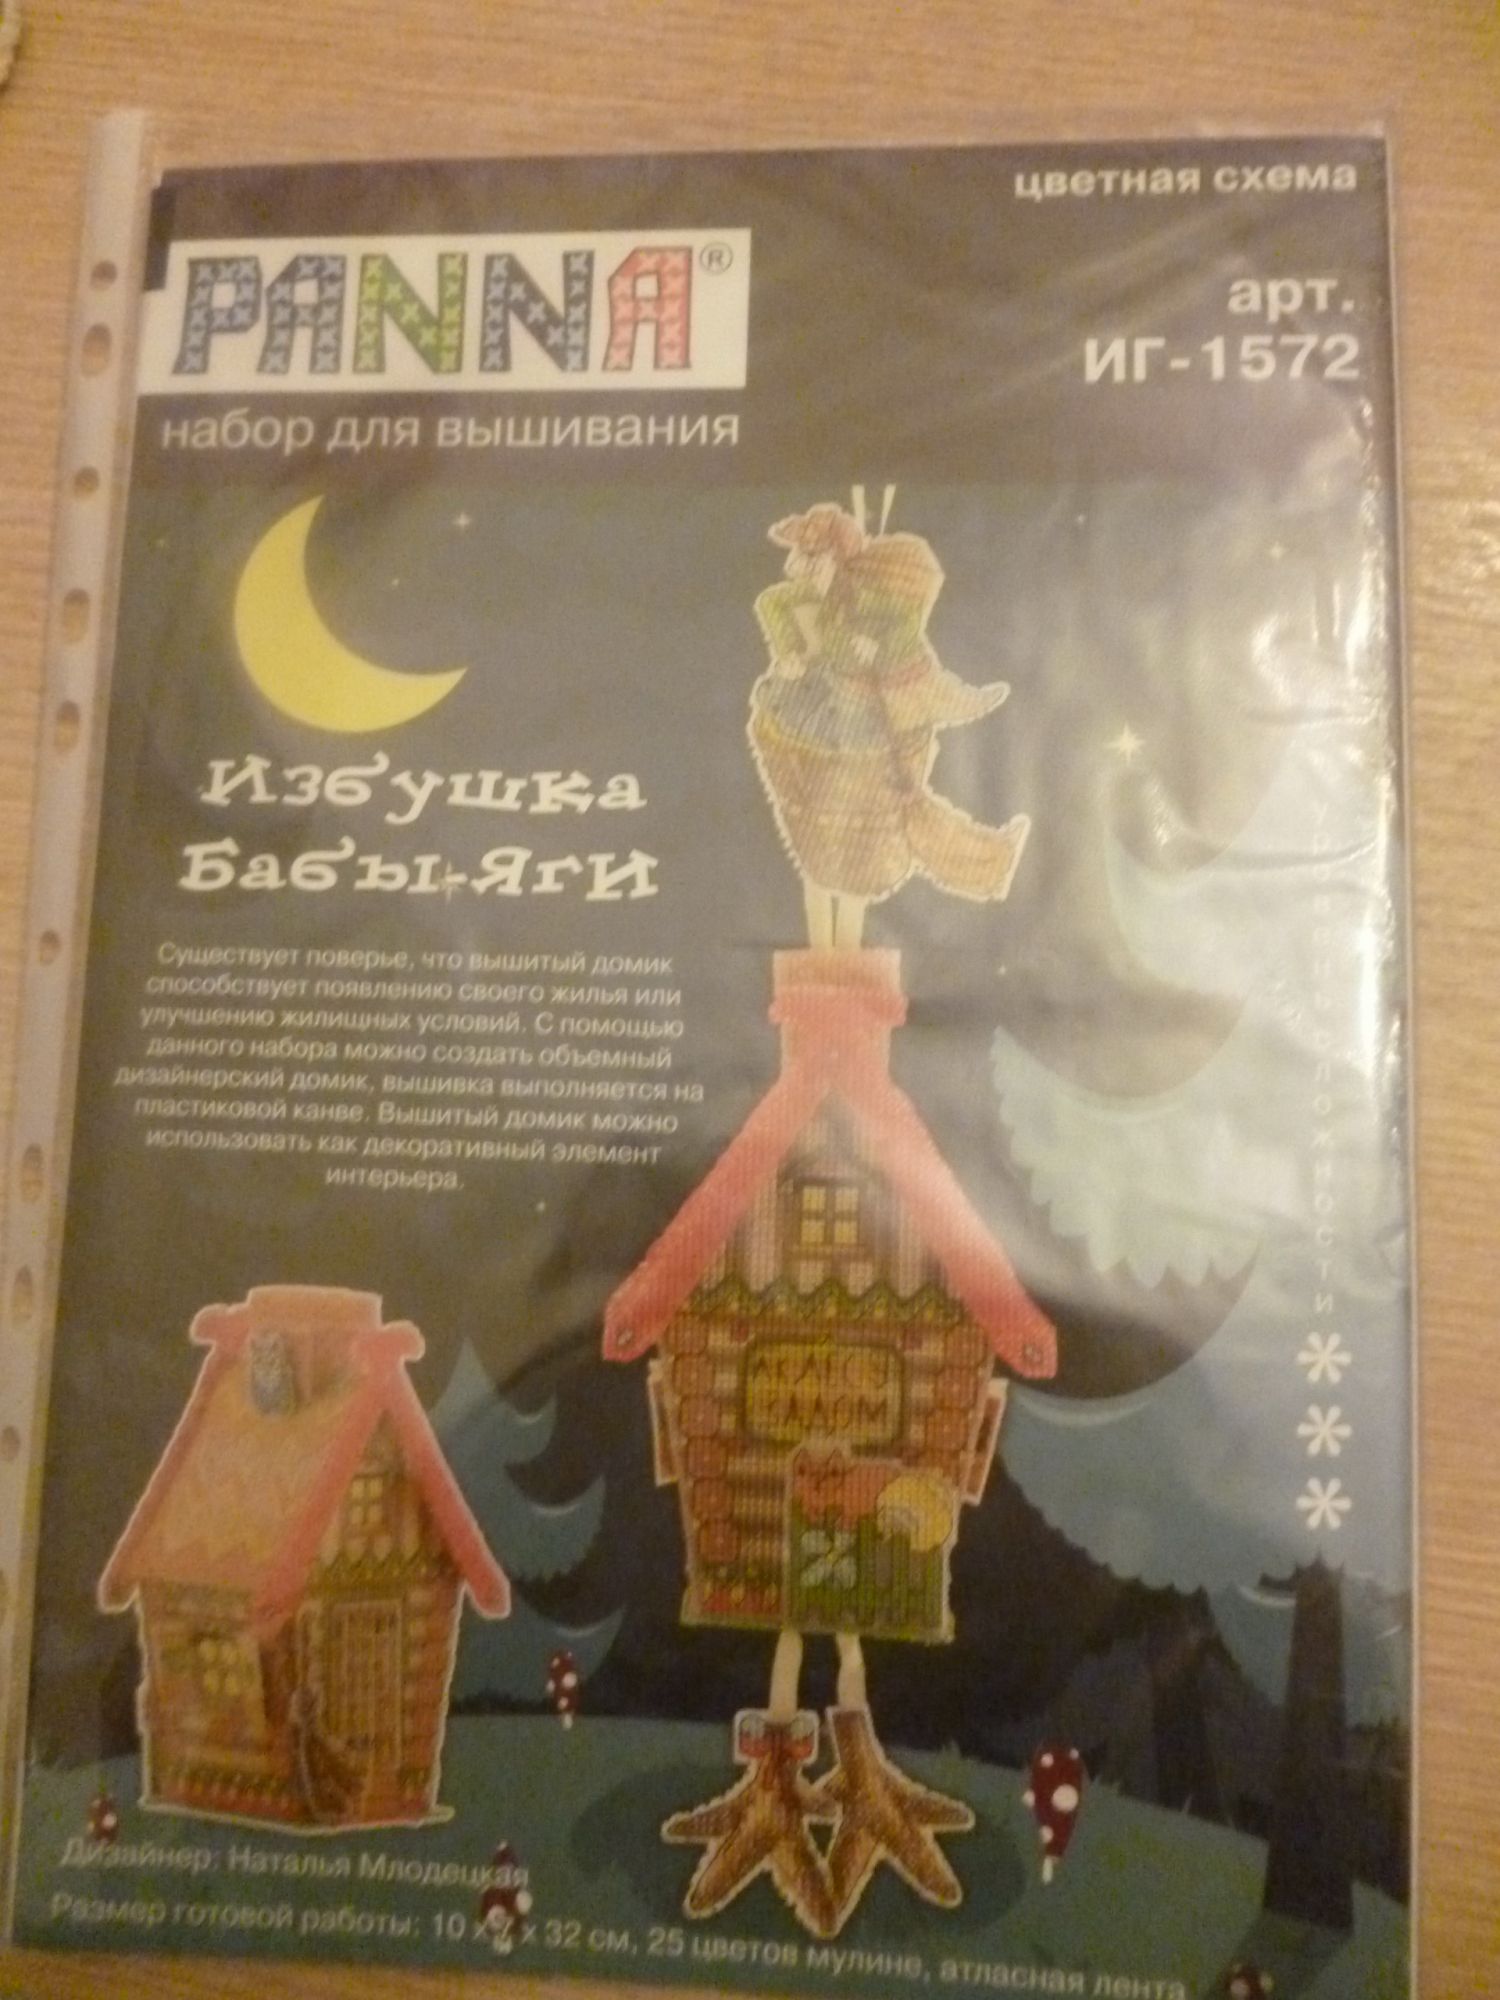 цветная схема
PANNA®
арт.
ИГ-1572
набор для вышивания
Избушка
Бабы-Яги
Существует поверье, что вышитый домик
способствует появлению своего жилья или
улучшению жилищных условий. С помощью
данного набора можно создать объемный
дизайнерский домик, вышивка выполняется на
пластиковой канве. Вышитый домик можно
использовать как декоративный элемент
интерьера.
уровень сложности
Дизайнер: Наталья Млодецкая
Размер готовой работы: 10 х 7 х 32 см, 25 цветов мулине, атласная лента